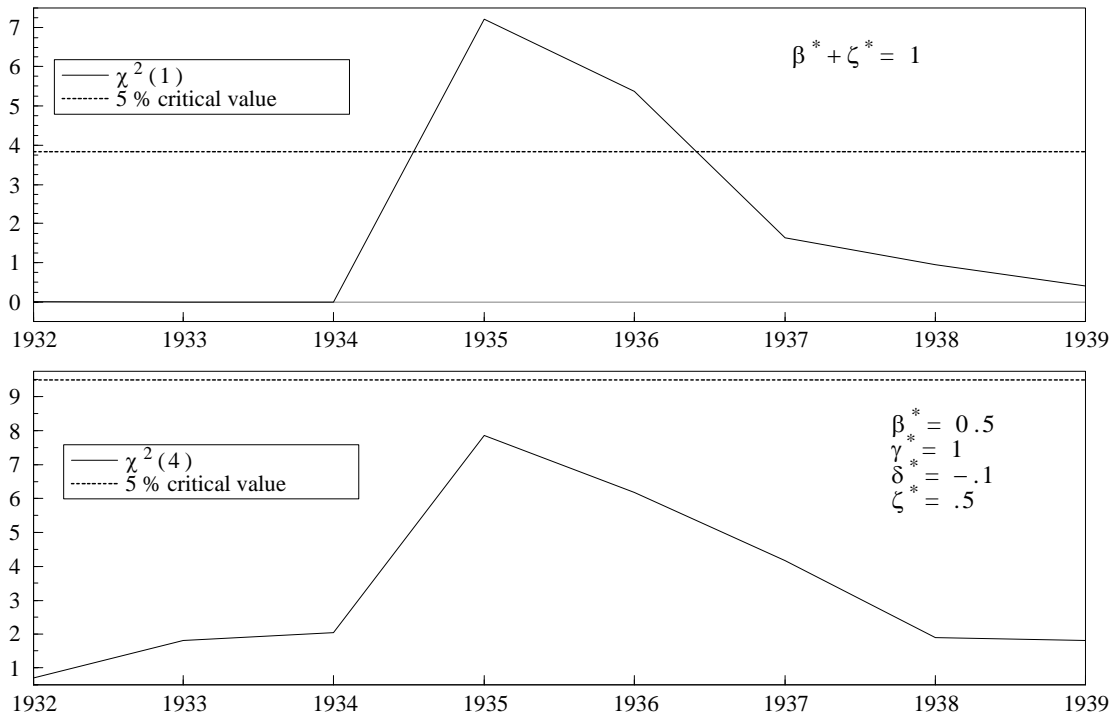 7
6
5
4
3
2
1
0
χ² (1)
5 % critical value
β* + ζ* = 1
1932 1933 1934 1935 1936 1937 1938 1939
9
8
7
6
5
4
3
2
1
χ² (4)
5 % critical value
β* = 0.5
γ* = 1
δ* = −.1
ζ* = .5
1932 1933 1934 1935 1936 1937 1938 1939